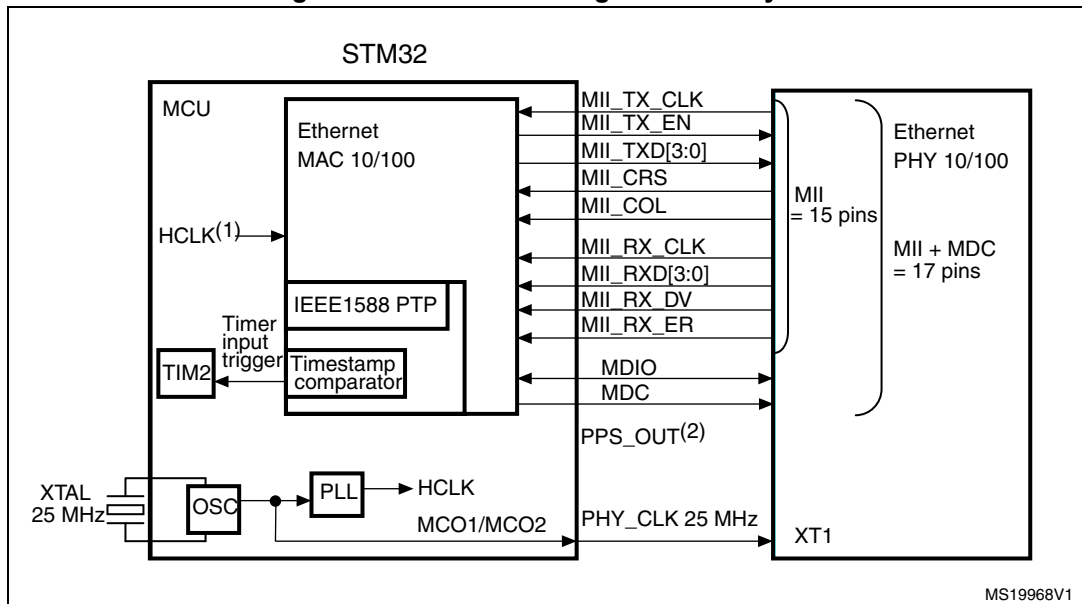 STM32
MCU
Ethernet
MAC 10/100
HCLK(1)
IEEE1588 PTP
Timer
input
trigger
TIM2
Timestamp
comparator
XTAL
25 MHz
OSC
PLL
HCLK
MCO1/MCO2
MII_TX_CLK
MII_TX_EN
MII_TXD[3:0]
MII_CRS
MII_COL
MII_RX_CLK
MII_RXD[3:0]
MII_RX_DV
MII_RX_ER
MDIO
MDC
PPS_OUT(2)
PHY_CLK 25 MHz
MII
= 15 pins
Ethernet
PHY 10/100
MII + MDC
= 17 pins
XT1
MS19968V1